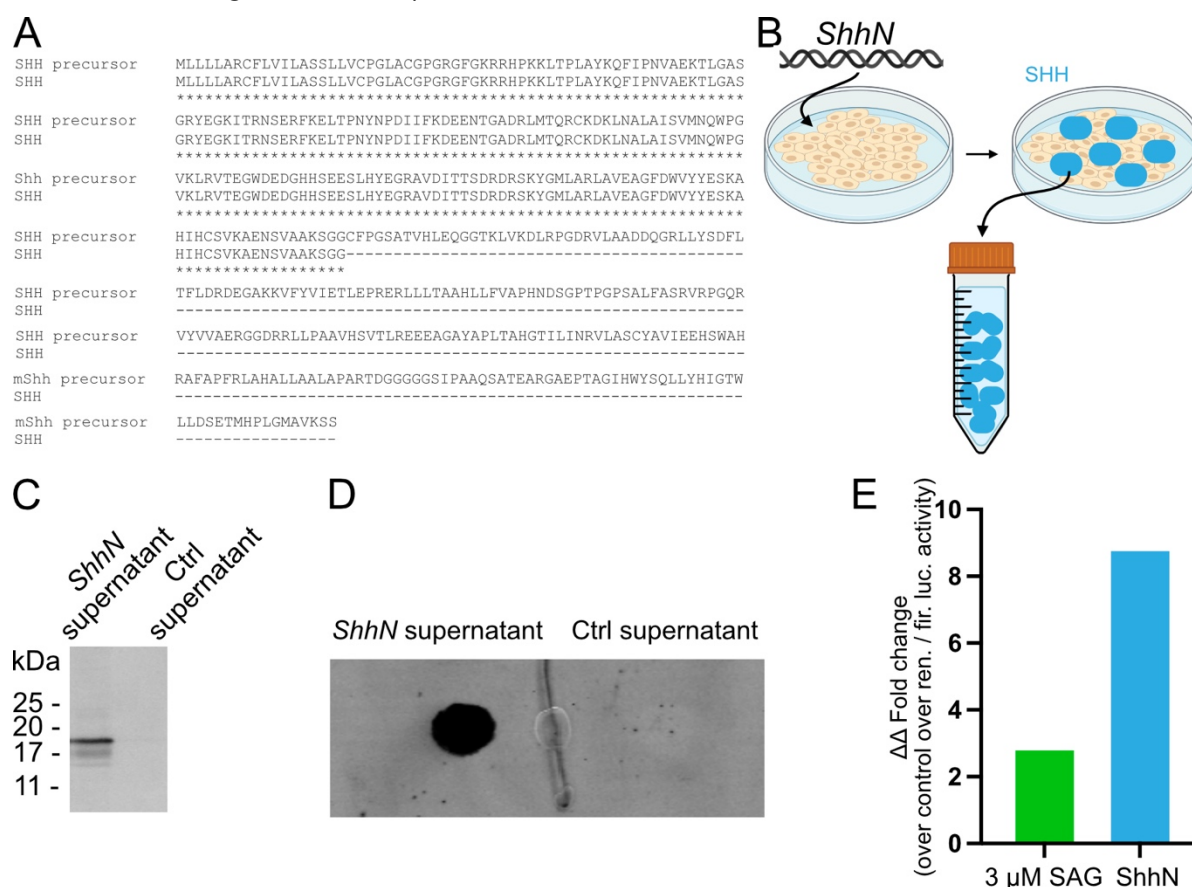 A
SHH precursor MLLLLARCFLVILASSLLVCPGLACGPGRGFGKRRHPKKLTPLAYKQFIPNVAEKTLGAS
SHH MLLLLARCFLVILASSLLVCPGLACGPGRGFGKRRHPKKLTPLAYKQFIPNVAEKTLGAS
************************************************************
SHH precursor GRYEGKITRNSERFKELTPNYNPDIIFKDEENTGADRLMTQRCKDKLNALAISVMNQWPG
SHH GRYEGKITRNSERFKELTPNYNPDIIFKDEENTGADRLMTQRCKDKLNALAISVMNQWPG
************************************************************
Shh precursor VKLRVTEGWDEDGHHSEESLHYEGRAVDITTSDRDRSKYGMLARLAVEAGFDWVYYESKA
SHH VKLRVTEGWDEDGHHSEESLHYEGRAVDITTSDRDRSKYGMLARLAVEAGFDWVYYESKA
************************************************************
SHH precursor HIHCSVKAENSVAAKSGGCFPGSATVHLEQGGTKLVKDLRPGDRVLAADDQGRLLYSDFL
SHH HIHCSVKAENSVAAKSGG------------------------------------------
******************
SHH precursor TFLDRDEGAKKVFYVIETLEPRERLLLTAAHLLFVAPHNDSGPTPGPSALFASRVRPGQR
SHH ------------------------------------------------------------
SHH precursor VYVVAERGGDRRLLPAAVHSVTLREEEAGAYAPLTAHGTILINRVLASCYAVIEEHSWAH
SHH ------------------------------------------------------------
mShh precursor RAFAPFRLAHALLAALAPARTDGGGGGSIPAAQSATEARGAEPTAGIHWYSQLLYHIGTW
SHH ------------------------------------------------------------
mShh precursor LLDSETMHPLGMAVKSS
SHH -----------------
B
ShhN
SHH
C
ShhN supernatant
Ctrl supernatant
kDa
25 -
20 -
17 -
11 -
D
ShhN supernatant Ctrl supernatant
E
ΔΔ Fold change
(over control over ren. / fir. luc. activity)
10
8
6
4
2
0
3 µM SAG ShhN